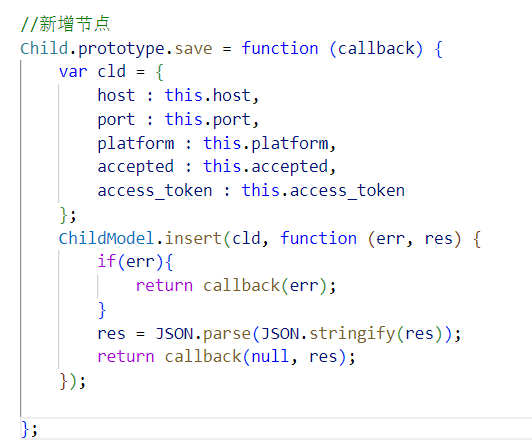 //新增节点
Child.prototype.save = function (callback) {
    var cld = {
        host : this.host,
        port : this.port,
        platform : this.platform,
        accepted : this.accepted,
        access_token : this.access_token
    };
    ChildModel.insert(cld, function (err, res) {
        if(err){
            return callback(err);
        }
        res = JSON.parse(JSON.stringify(res));
        return callback(null, res);
    });
};